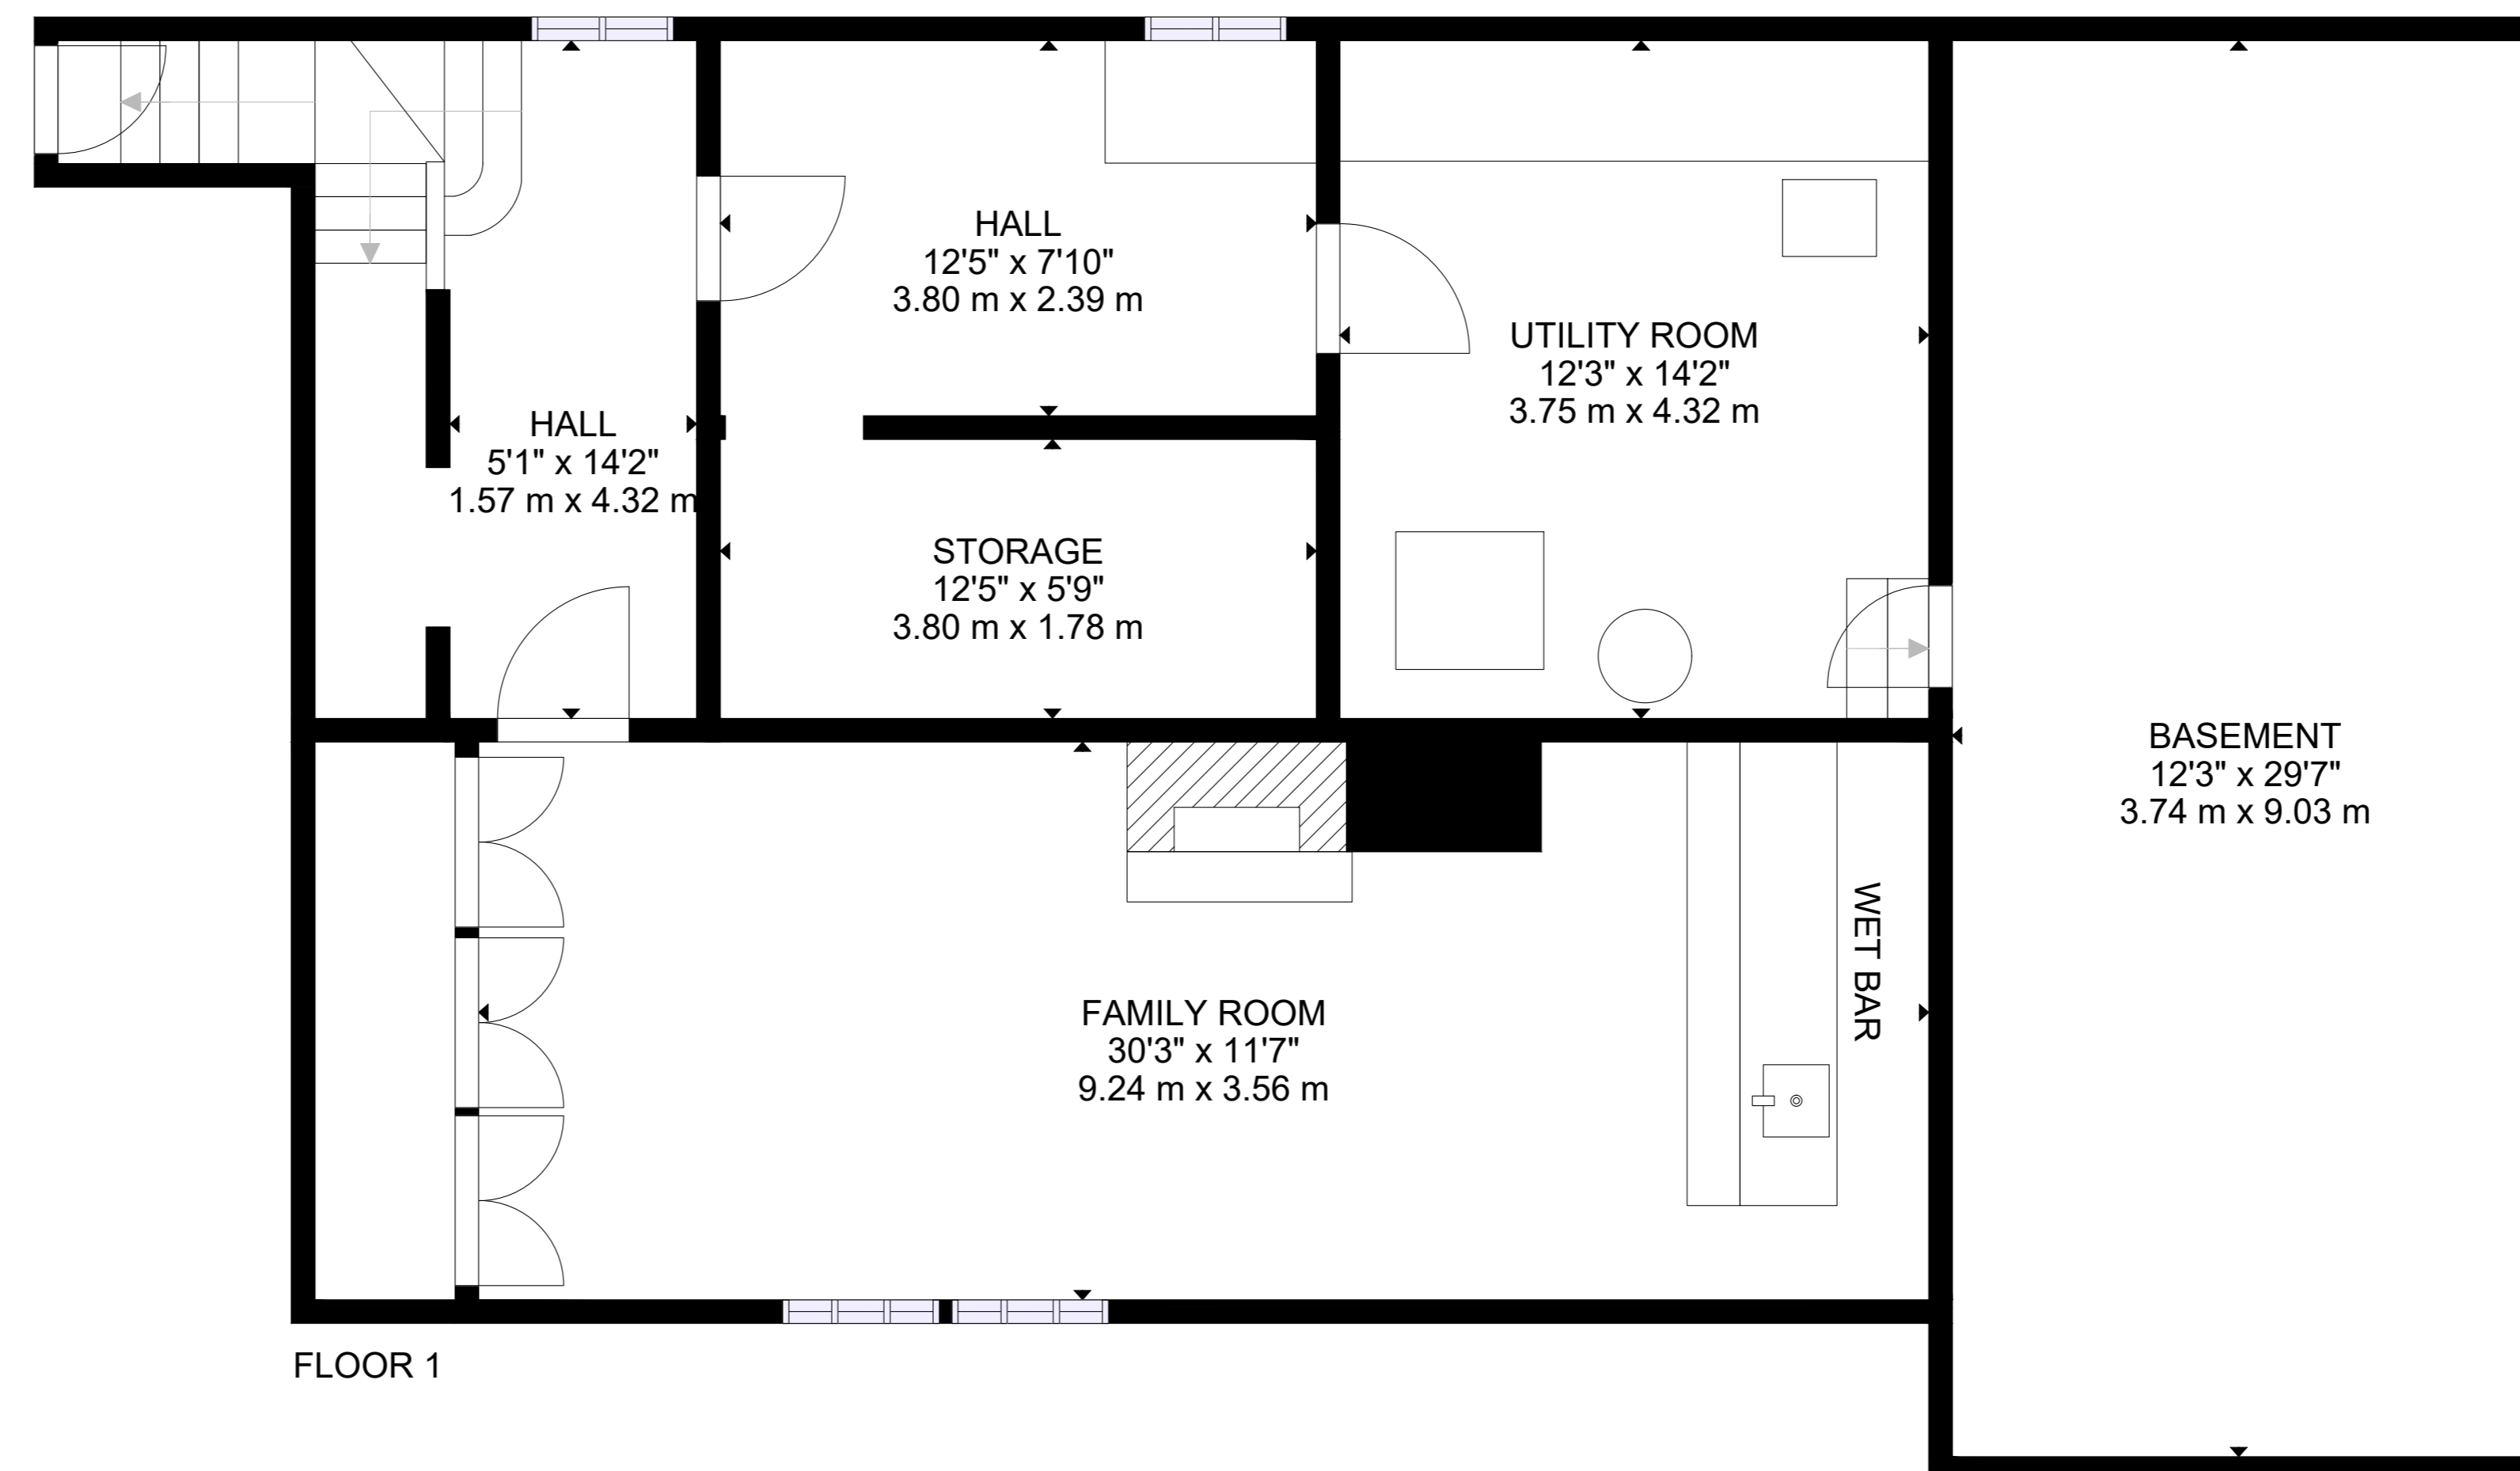 HALL
12'5" x 7'10"
3.80 m x 2.39 m
UTILITY ROOM
12'3" x 14'2"
3.75 m x 4.32 m
HALL
5'1" x 14'2"
1.57 m x 4.32 m
STORAGE
12'5" x 5'9"
3.80 m x 1.78 m
BASEMENT
12'3" x 29'7"
3.74 m x 9.03 m
WET BAR
FAMILY ROOM
30'3" x 11'7"
9.24 m x 3.56 m
FLOOR 1